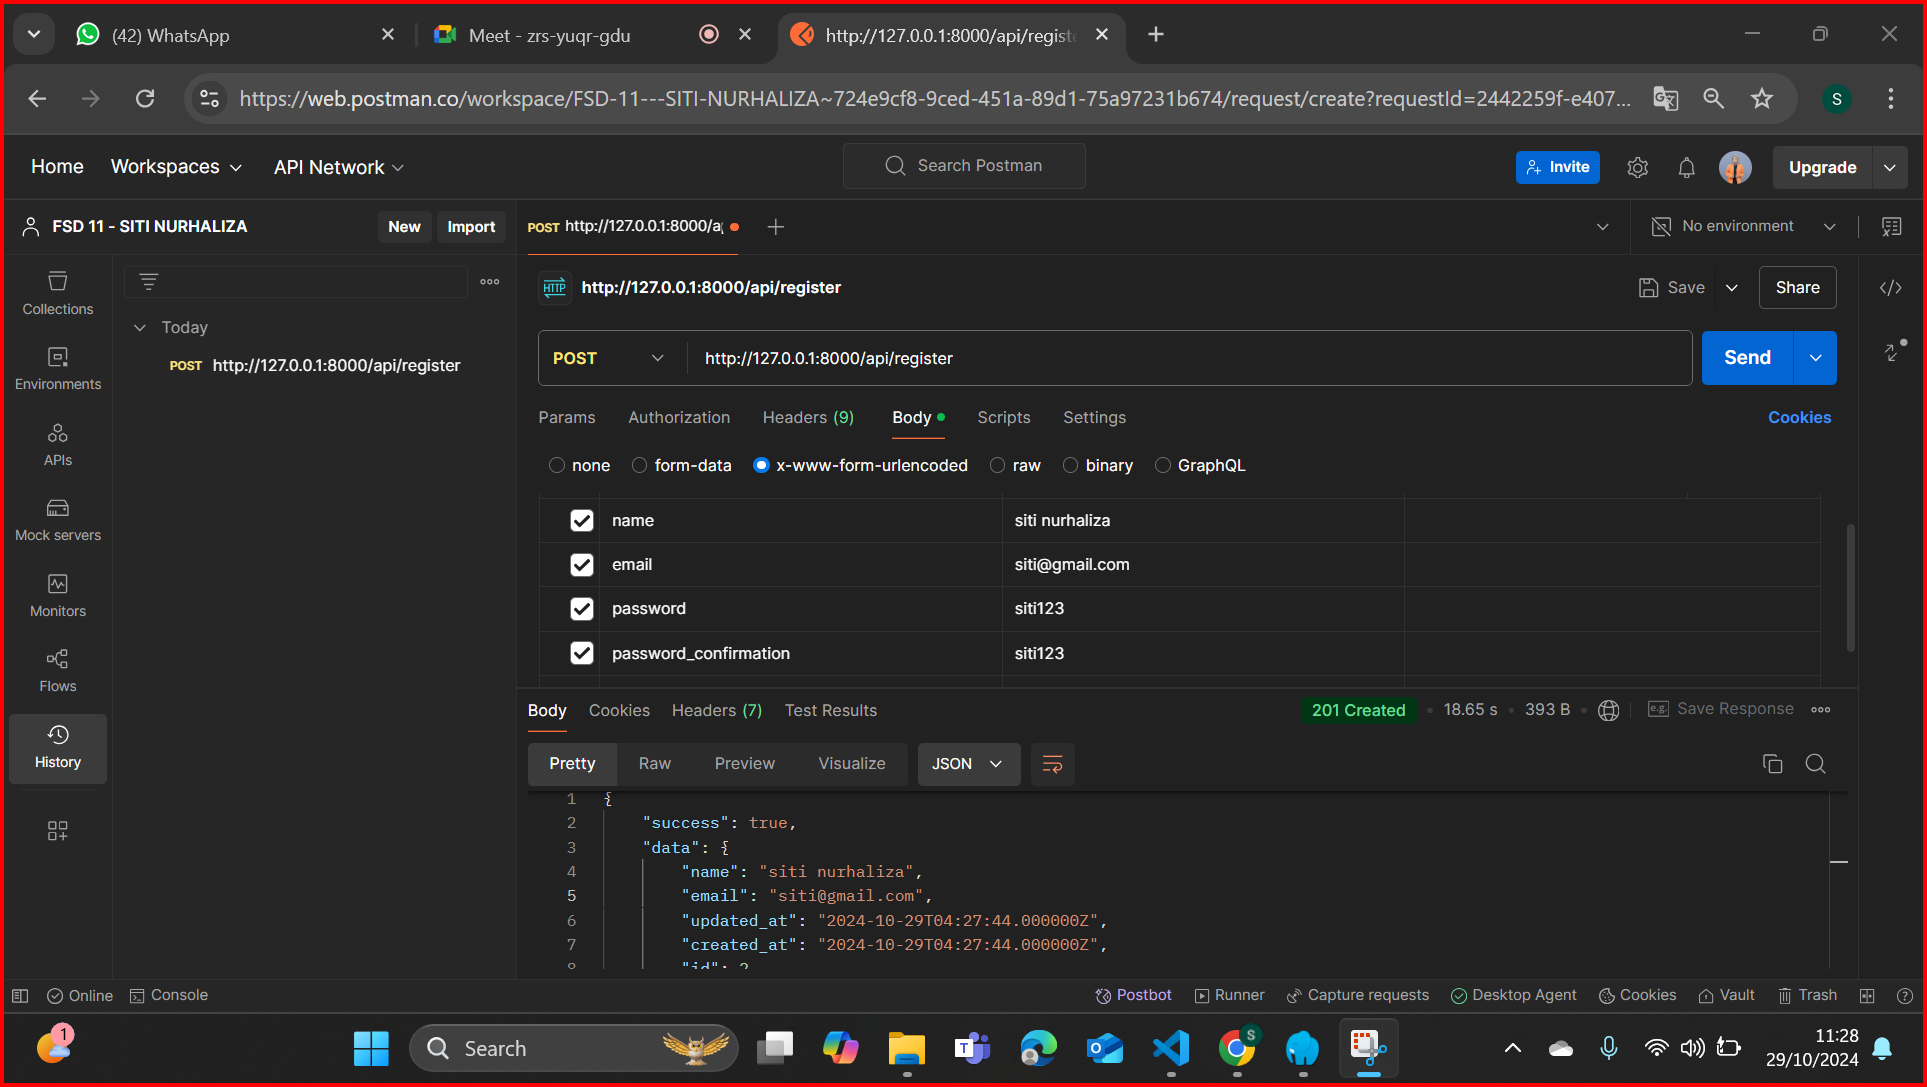 (42) WhatsApp
Meet - zrs-yuqr-gdu
http://127.0.0.1:8000/api/registe
https://web.postman.co/workspace/FSD-11---SITI-NURHALIZA~724e9cf8-9ced-451a-89d1-75a97231b674/request/create?requestId=2442259f-e407...
S
Home
Workspaces
API Network
Search Postman
Invite
Upgrade
FSD 11 - SITI NURHALIZA
New
Import
POST http://127.0.0.1:8000/a
No environment
Collections
Environments
APIs
Mock servers
Monitors
Flows
History
Today
POST http://127.0.0.1:8000/api/register
HTTP http://127.0.0.1:8000/api/register
Save
Share
POST
http://127.0.0.1:8000/api/register
Send
Params
Authorization
Headers (9)
Body
Scripts
Settings
Cookies
none
form-data
x-www-form-urlencoded
raw
binary
GraphQL
name siti nurhaliza
email siti@gmail.com
password siti123
password_confirmation siti123
Body
Cookies
Headers (7)
Test Results
201 Created
18.65 s
393 B
e.g. Save Response
Pretty
Raw
Preview
Visualize
JSON
1 {
2 "success": true,
3 "data": {
4 "name": "siti nurhaliza",
5 "email": "siti@gmail.com",
6 "updated_at": "2024-10-29T04:27:44.000000Z",
7 "created_at": "2024-10-29T04:27:44.000000Z",
8 "id": 2
Online
Console
Postbot
Runner
Capture requests
Desktop Agent
Cookies
Vault
Trash
1
Search
T
S
11:28
29/10/2024